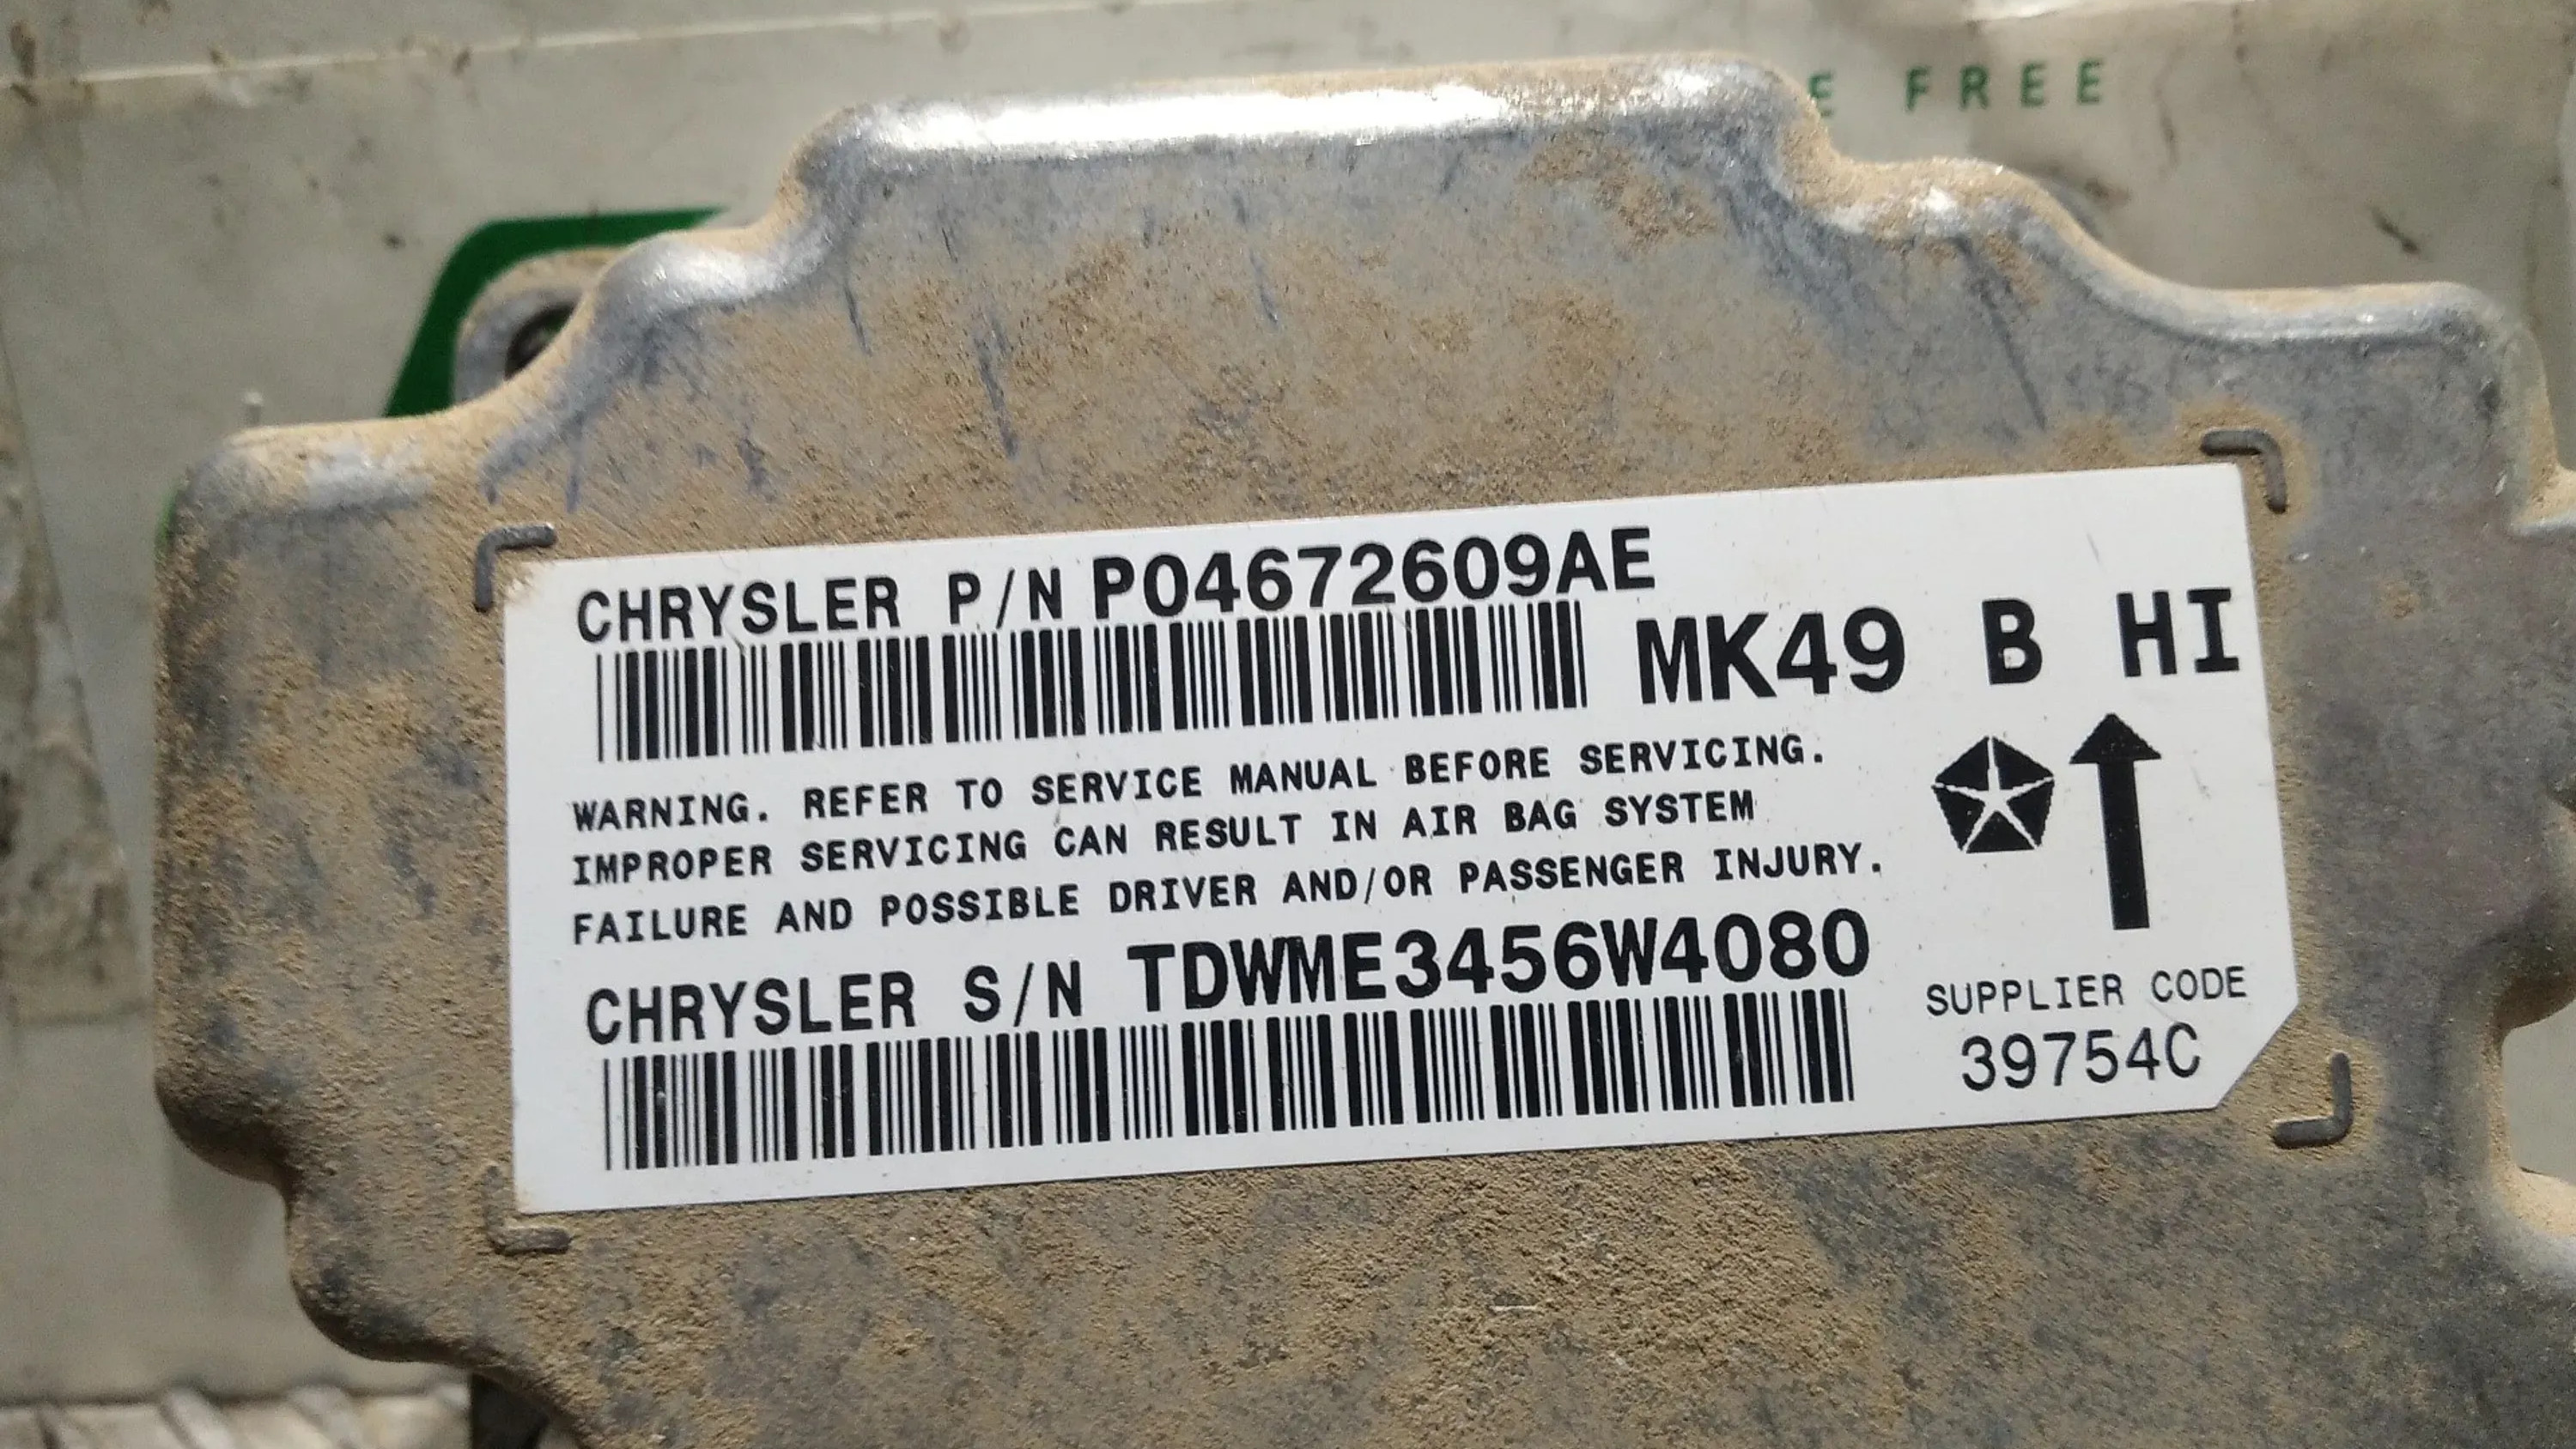 E FREE
CHRYSLER P/N P04672609AE
MK49 B HI
WARNING. REFER TO SERVICE MANUAL BEFORE SERVICING.
IMPROPER SERVICING CAN RESULT IN AIR BAG SYSTEM
FAILURE AND POSSIBLE DRIVER AND/OR PASSENGER INJURY.
CHRYSLER S/N TDWME3456W4080
SUPPLIER CODE
39754C